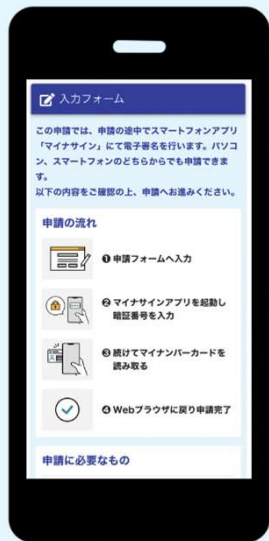 入力フォーム
この申請では、申請の途中でスマートフォンアプリ
「マイナサイン」にて電子署名を行います。パソコ
ン、スマートフォンのどちらからでも申請できま
す。
以下の内容をご確認の上、申請へお進みください。
申請の流れ
❶ 申請フォームへ入力
❷ マイナサインアプリを起動し
暗証番号を入力
❸ 続けてマイナンバーカードを
読み取る
❹ Webブラウザに戻り申請完了
申請に必要なもの